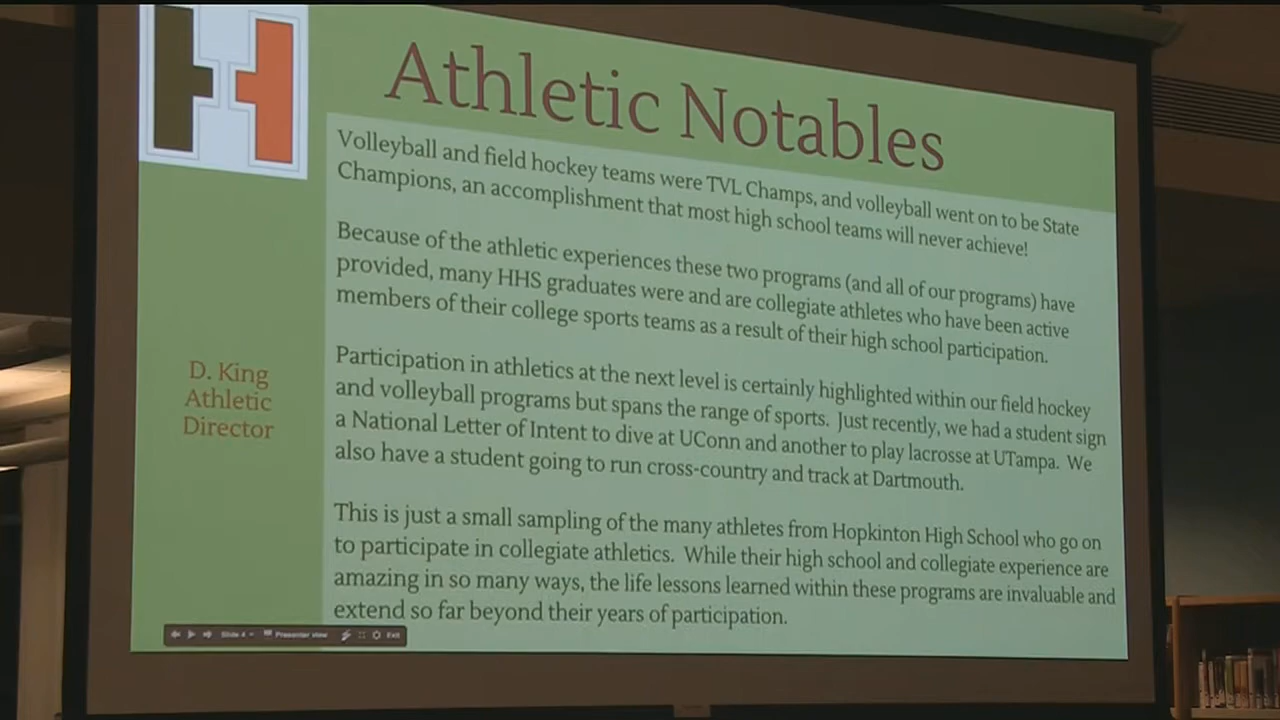 H
Athletic Notables
Volleyball and field hockey teams were TVL Champs, and volleyball went on to be State
Champions, an accomplishment that most high school teams will never achieve!
Because of the athletic experiences these two programs (and all of our programs) have
provided, many HHS graduates were and are collegiate athletes who have been active
members of their college sports teams as a result of their high school participation.
D. King
Athletic
Director
Participation in athletics at the next level is certainly highlighted within our field hockey
and volleyball programs but spans the range of sports. Just recently, we had a student sign
a National Letter of Intent to dive at UConn and another to play lacrosse at UTampa. We
also have a student going to run cross-country and track at Dartmouth.
This is just a small sampling of the many athletes from Hopkinton High School who go on
to participate in collegiate athletics. While their high school and collegiate experience are
amazing in so many ways, the life lessons learned within these programs are invaluable and
extend so far beyond their years of participation.
Slide 4 Presenter view Exit